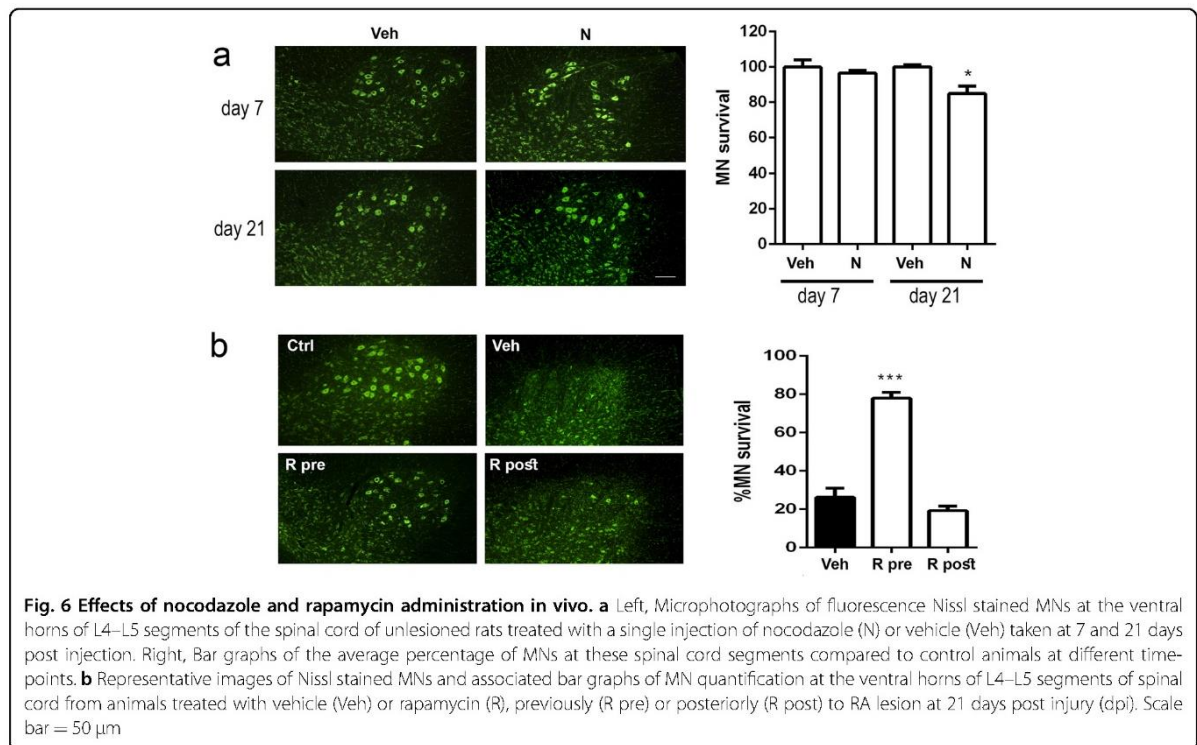 a
Veh
N
day 7
day 21
120
100
80
60
40
20
0
MN survival
*
Veh N Veh N
day 7 day 21
b
Ctrl
Veh
R pre
R post
100
80
60
40
20
0
%MN survival
***
Veh R pre R post
Fig. 6 Effects of nocodazole and rapamycin administration in vivo. a Left, Microphotographs of fluorescence Nissl stained MNs at the ventral
horns of L4–L5 segments of the spinal cord of unlesioned rats treated with a single injection of nocodazole (N) or vehicle (Veh) taken at 7 and 21 days
post injection. Right, Bar graphs of the average percentage of MNs at these spinal cord segments compared to control animals at different time-
points. b Representative images of Nissl stained MNs and associated bar graphs of MN quantification at the ventral horns of L4–L5 segments of spinal
cord from animals treated with vehicle (Veh) or rapamycin (R), previously (R pre) or posteriorly (R post) to RA lesion at 21 days post injury (dpi). Scale
bar = 50 μm